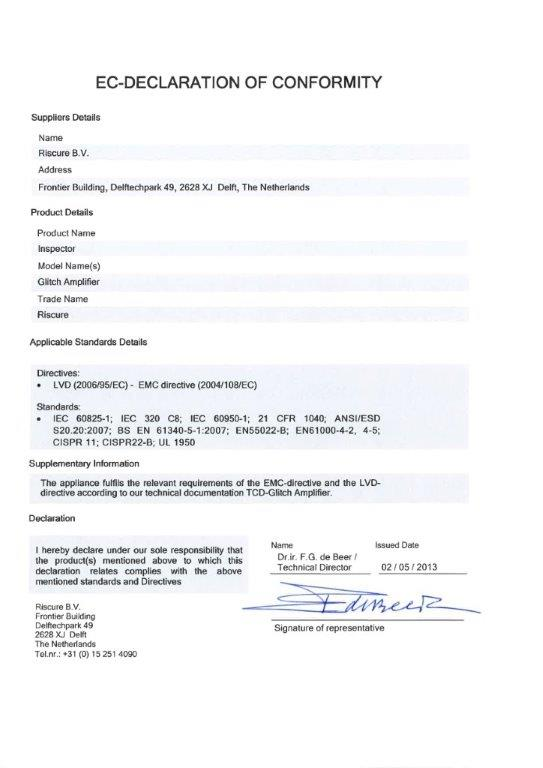 EC-DECLARATION OF CONFORMITY
Suppliers Details
Name
Riscure B.V.
Address
Frontier Building, Delftechpark 49, 2628 XJ Delft, The Netherlands
Product Details
Product Name
Inspector
Model Name(s)
Glitch Amplifier
Trade Name
Riscure
Applicable Standards Details
Directives:
• LVD (2006/95/EC) - EMC directive (2004/108/EC)
Standards:
• IEC 60825-1; IEC 320 C8; IEC 60950-1; 21 CFR 1040; ANSI/ESD
S20.20:2007; BS EN 61340-5-1:2007; EN55022-B; EN61000-4-2, 4-5;
CISPR 11; CISPR22-B; UL 1950
Supplementary Information
The appliance fulfils the relevant requirements of the EMC-directive and the LVD-
directive according to our technical documentation TCD-Glitch Amplifier.
Declaration
I hereby declare under our sole responsibility that
the product(s) mentioned above to which this
declaration relates complies with the above
mentioned standards and Directives
Riscure B.V.
Frontier Building
Delftechpark 49
2628 XJ Delft
The Netherlands
Tel.nr.: +31 (0) 15 251 4090
Name
Dr.ir. F.G. de Beer /
Technical Director
Issued Date
02 / 05 / 2013
Signature of representative